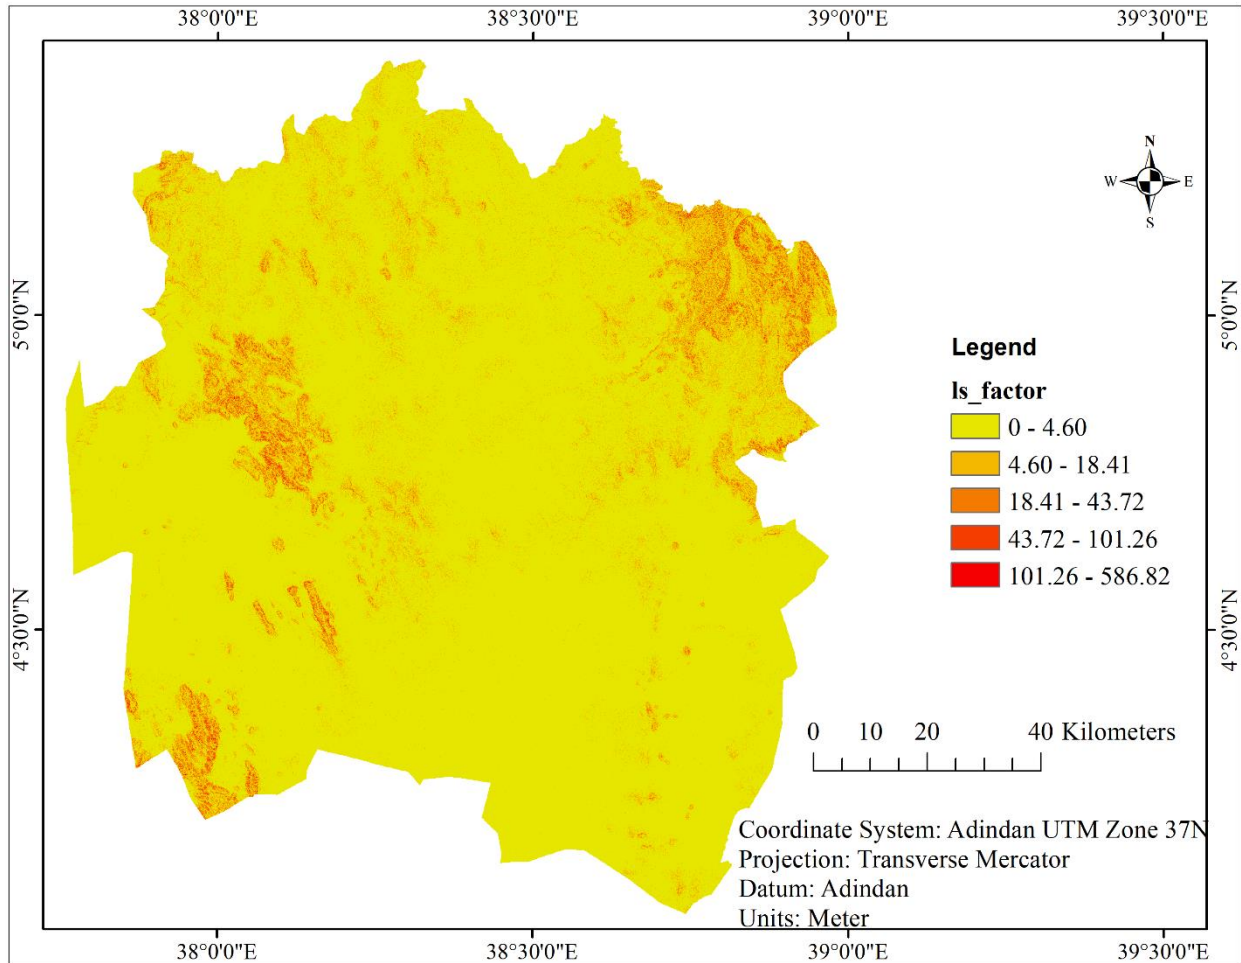 38°0'0"E 38°30'0"E 39°0'0"E 39°30'0"E
N
W E
S
5°0'0"N 5°0'0"N
Legend
ls_factor
0 - 4.60
4.60 - 18.41
18.41 - 43.72
43.72 - 101.26
101.26 - 586.82
4°30'0"N 4°30'0"N
0 10 20 40 Kilometers
Coordinate System: Adindan UTM Zone 37N
Projection: Transverse Mercator
Datum: Adindan
Units: Meter
38°0'0"E 38°30'0"E 39°0'0"E 39°30'0"E